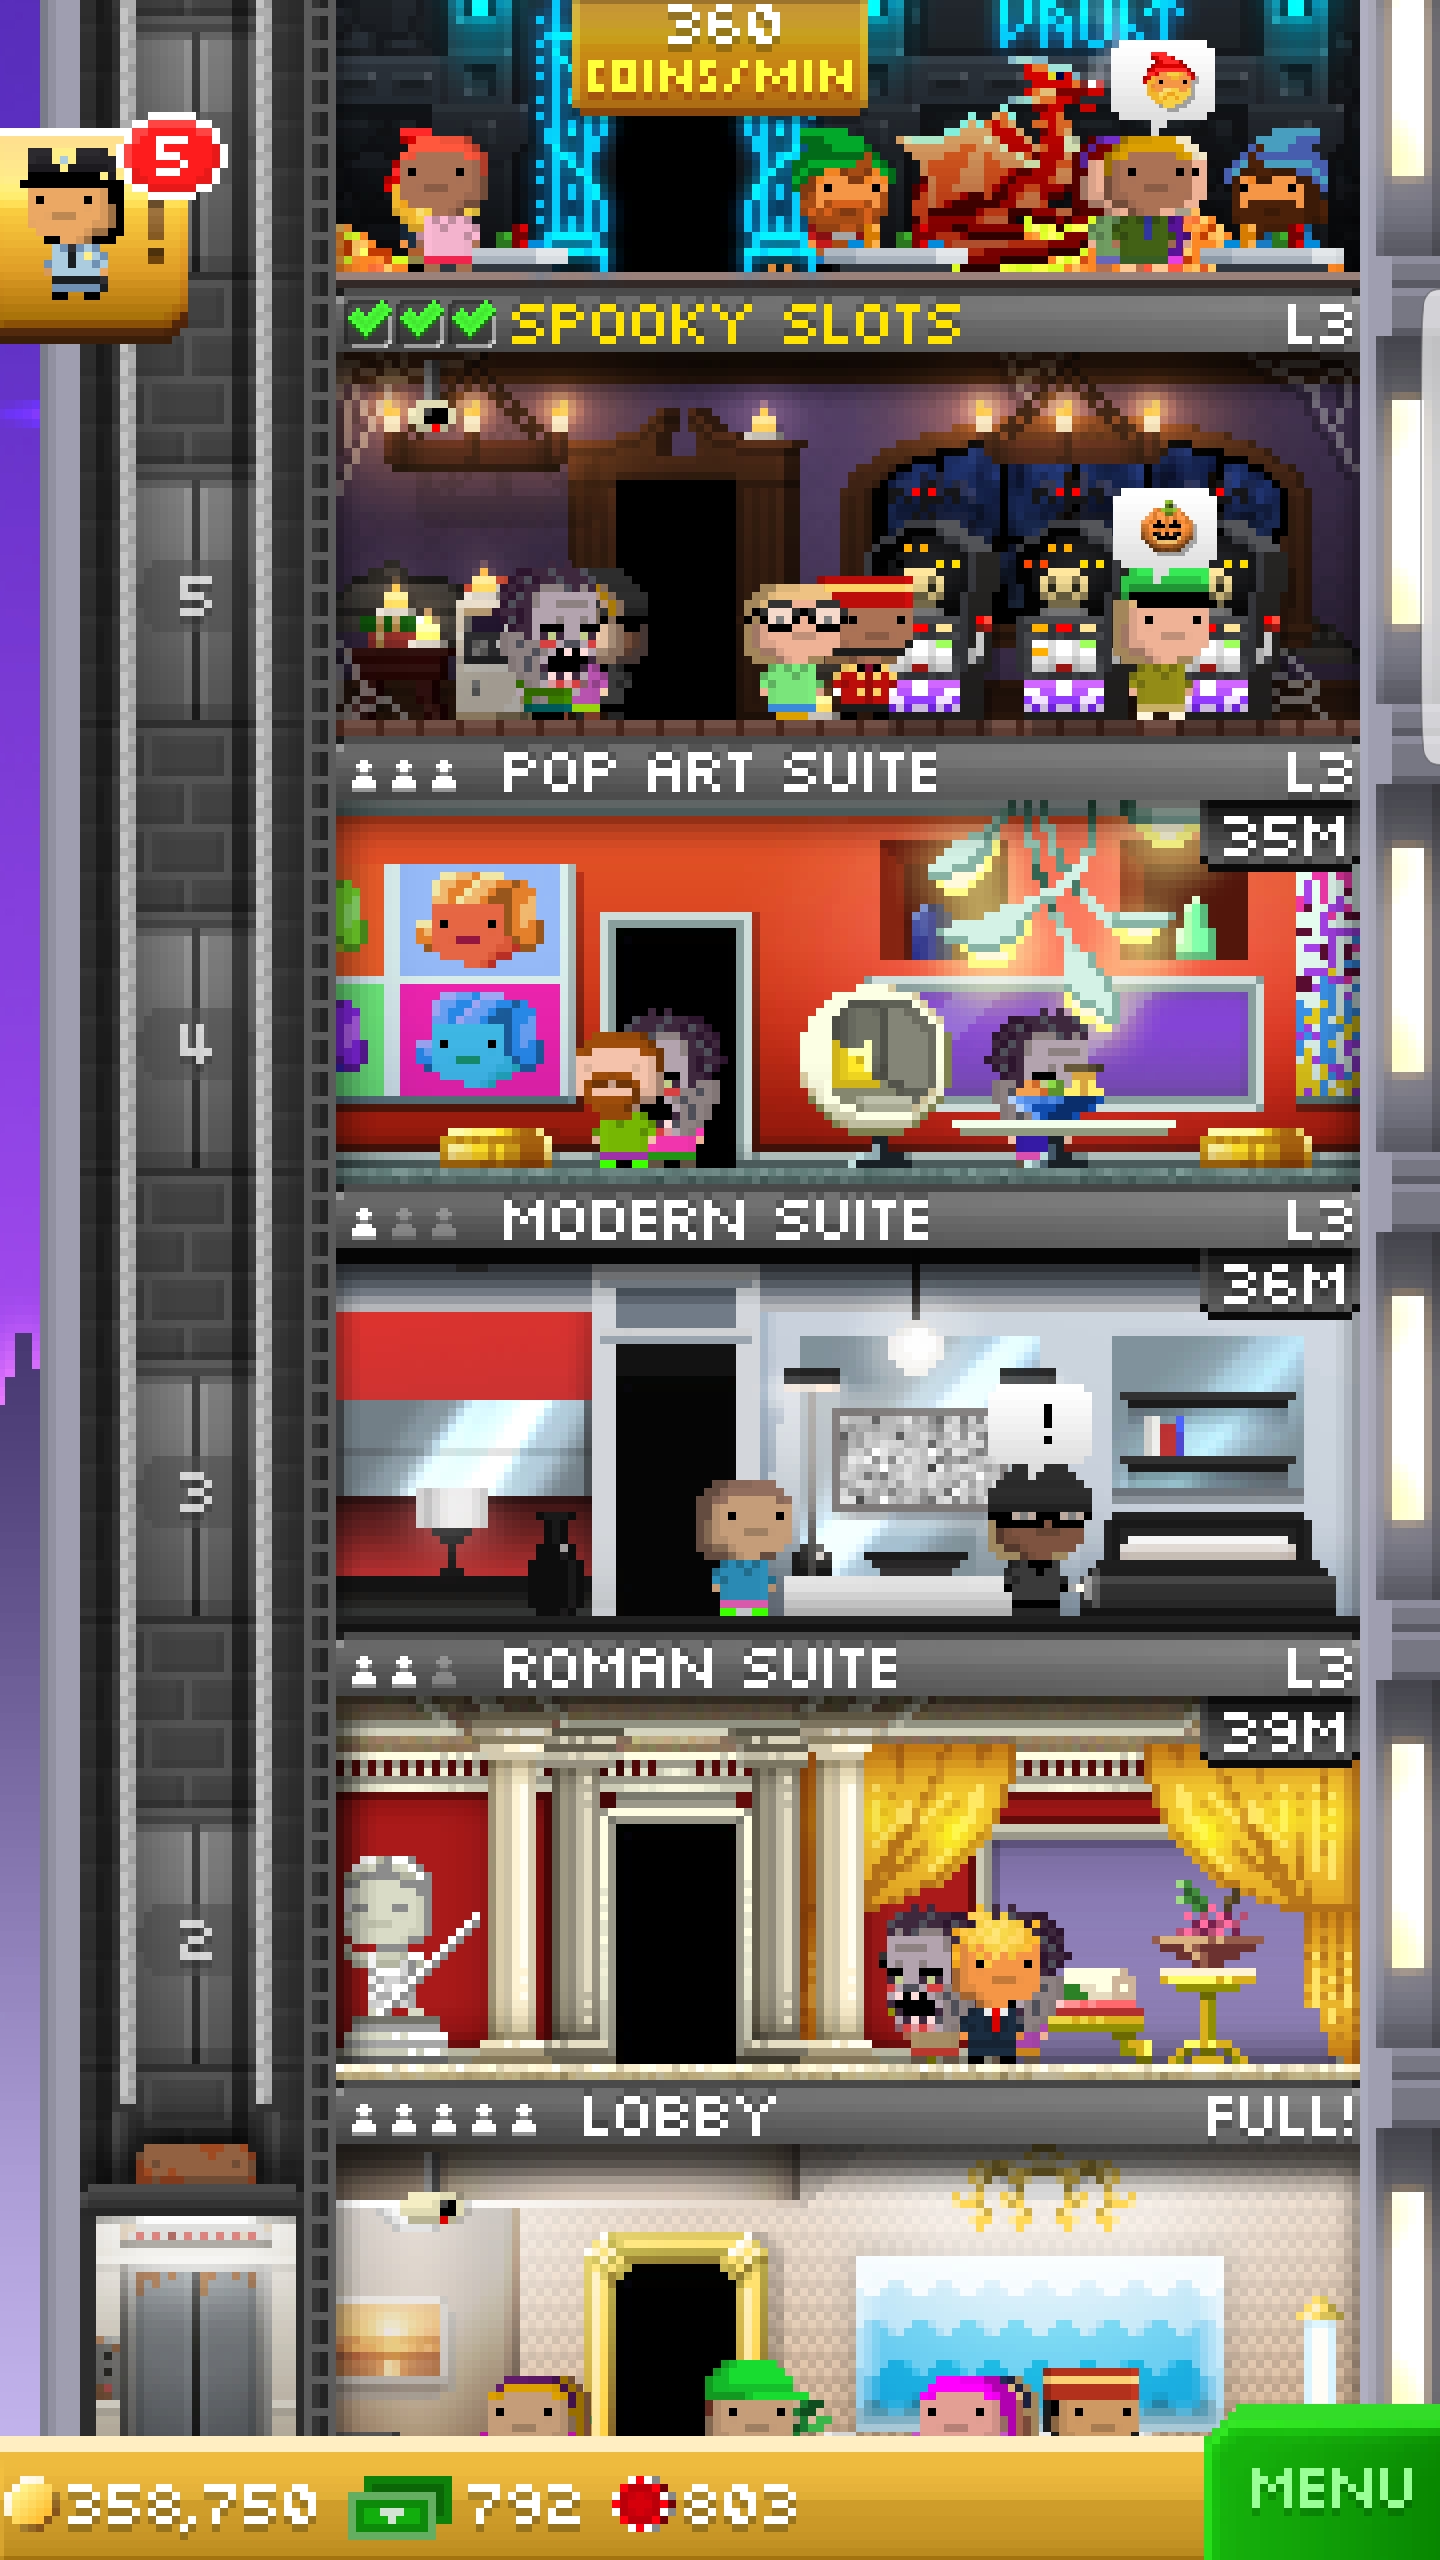 VAULT
360
COINS/MIN
5
!
SPOOKY SLOTS L3
5
POP ART SUITE L3
35M
4
MODERN SUITE L3
36M
!
3
ROMAN SUITE L3
39M
2
LOBBY FULL!
358,750 792 803
MENU